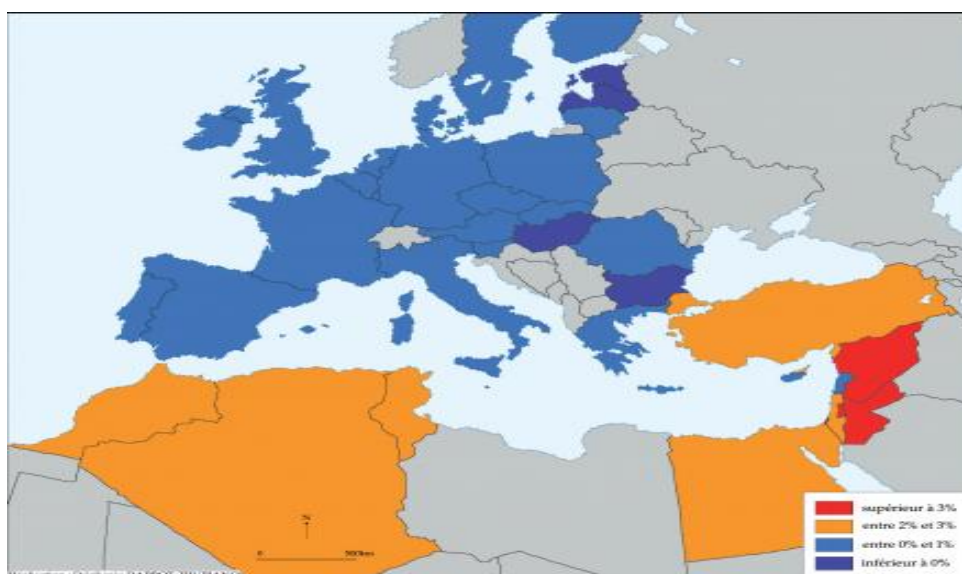 supérieur à 3%
entre 2% et 3%
entre 0% et 1%
inférieur à 0%
N
0 500km